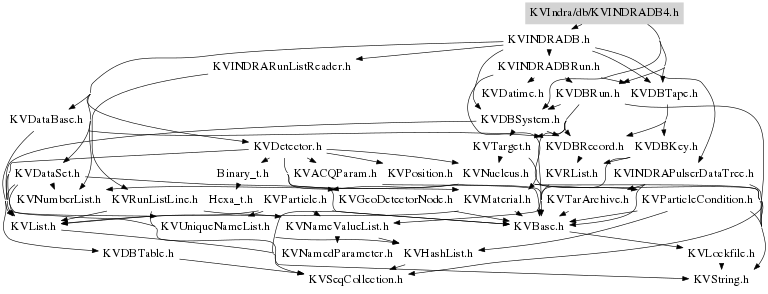 KVIndra/db/KVINDRADB4.h
KVINDRADB.h
KVINDRARunListReader.h
KVINDRADBRun.h
KVDatime.h
KVDBRun.h
KVDBTape.h
KVDataBase.h
KVDBSystem.h
KVDetector.h
KVTarget.h
KVDBRecord.h
KVDBKey.h
KVDataSet.h
Binary_t.h
KVACQParam.h
KVPosition.h
KVNucleus.h
KVRList.h
KVINDRAPulserDataTree.h
KVNumberList.h
KVRunListLine.h
Hexa_t.h
KVParticle.h
KVGeoDetectorNode.h
KVMaterial.h
KVTarArchive.h
KVParticleCondition.h
KVList.h
KVUniqueNameList.h
KVNameValueList.h
KVBase.h
KVDBTable.h
KVNamedParameter.h
KVHashList.h
KVLockfile.h
KVSeqCollection.h
KVString.h